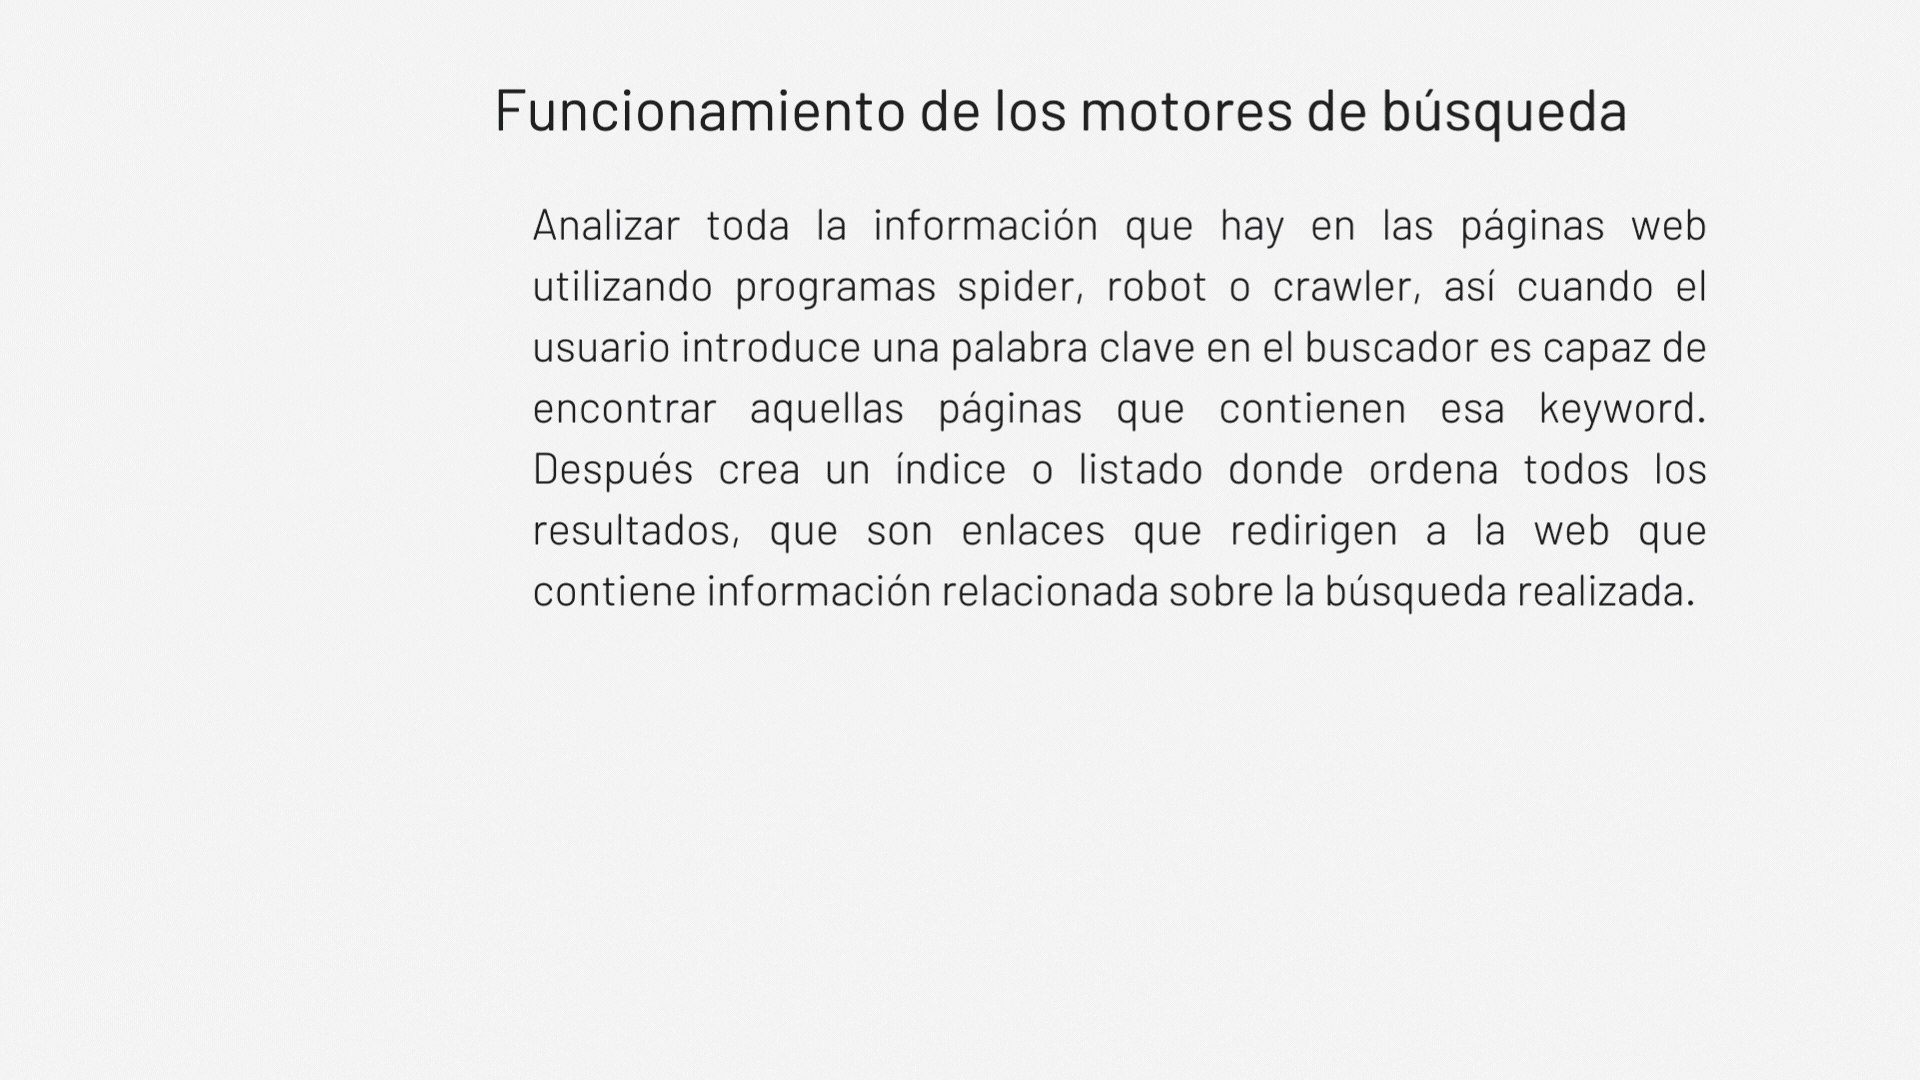 Funcionamiento de los motores de búsqueda
Analizar toda la información que hay en las páginas web
utilizando programas spider, robot o crawler, así cuando el
usuario introduce una palabra clave en el buscador es capaz de
encontrar aquellas páginas que contienen esa keyword.
Después crea un índice o listado donde ordena todos los
resultados, que son enlaces que redirigen a la web que
contiene información relacionada sobre la búsqueda realizada.